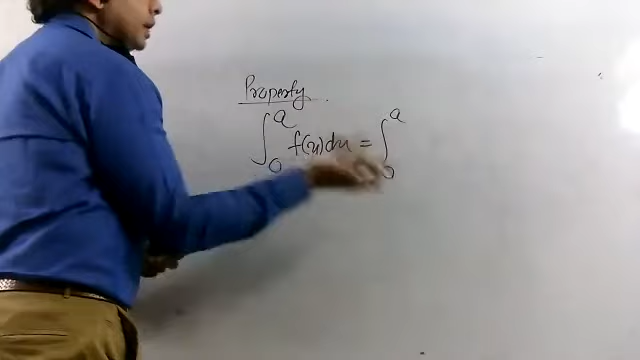 Property
∫₀ᵃ f(x)dx = ∫₀ᵃ